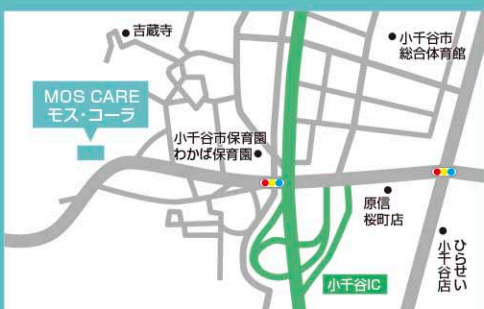 吉蔵寺
小千谷市
総合体育館
MOS CARE
モス・コーラ
小千谷市保育園
わかば保育園
原信
桜町店
ひらせい
小千谷店
小千谷IC